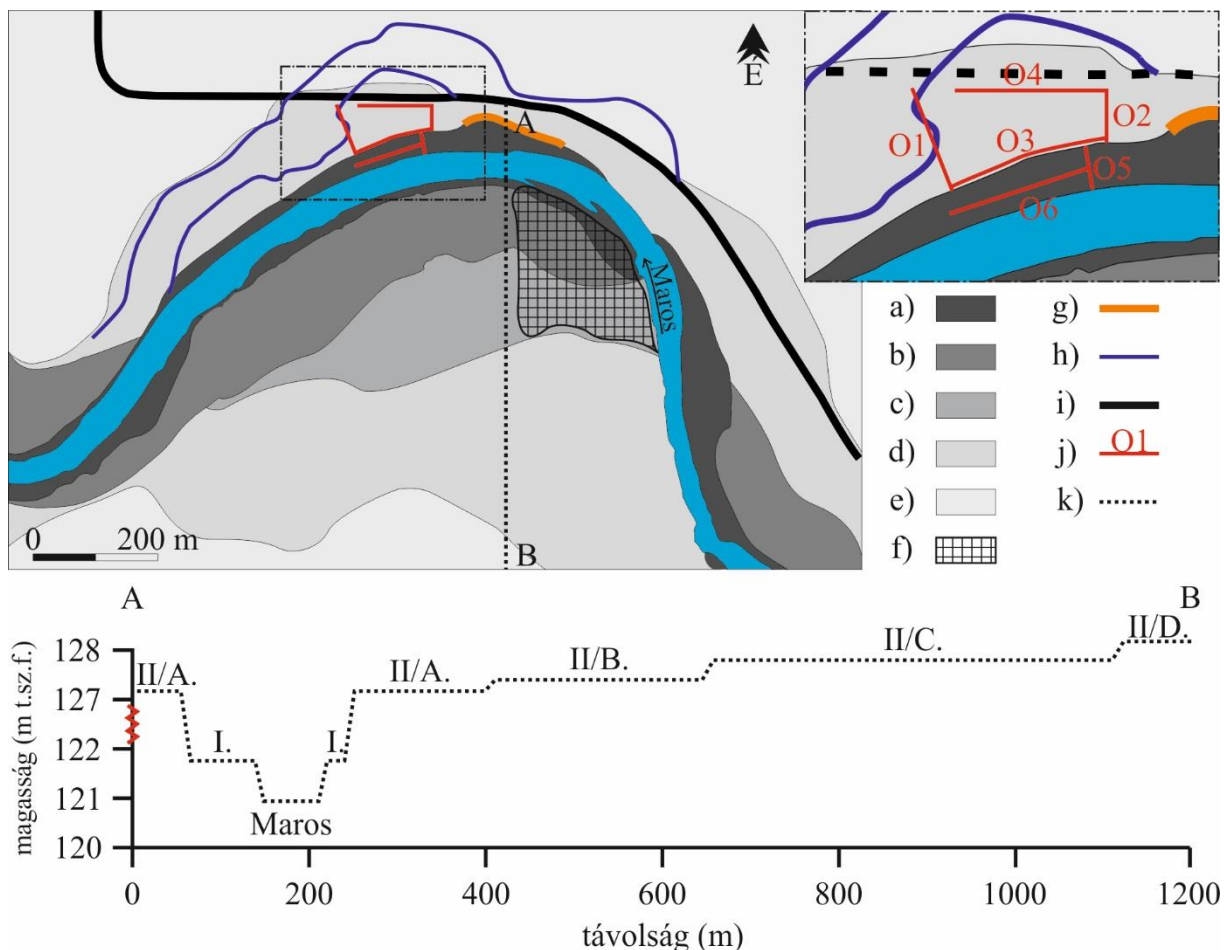 É
A
Maros
B
0 200 m
O4
O2
O1
O3
O5
O6
a)
b)
c)
d)
e)
f)
g)
h)
i)
j) O1
k)
A
B
magasság (m t.sz.f.)
128
127
122
121
120
II/A.
I.
Maros
I.
II/A.
II/B.
II/C.
II/D.
0 200 400 600 800 1000 1200
távolság (m)